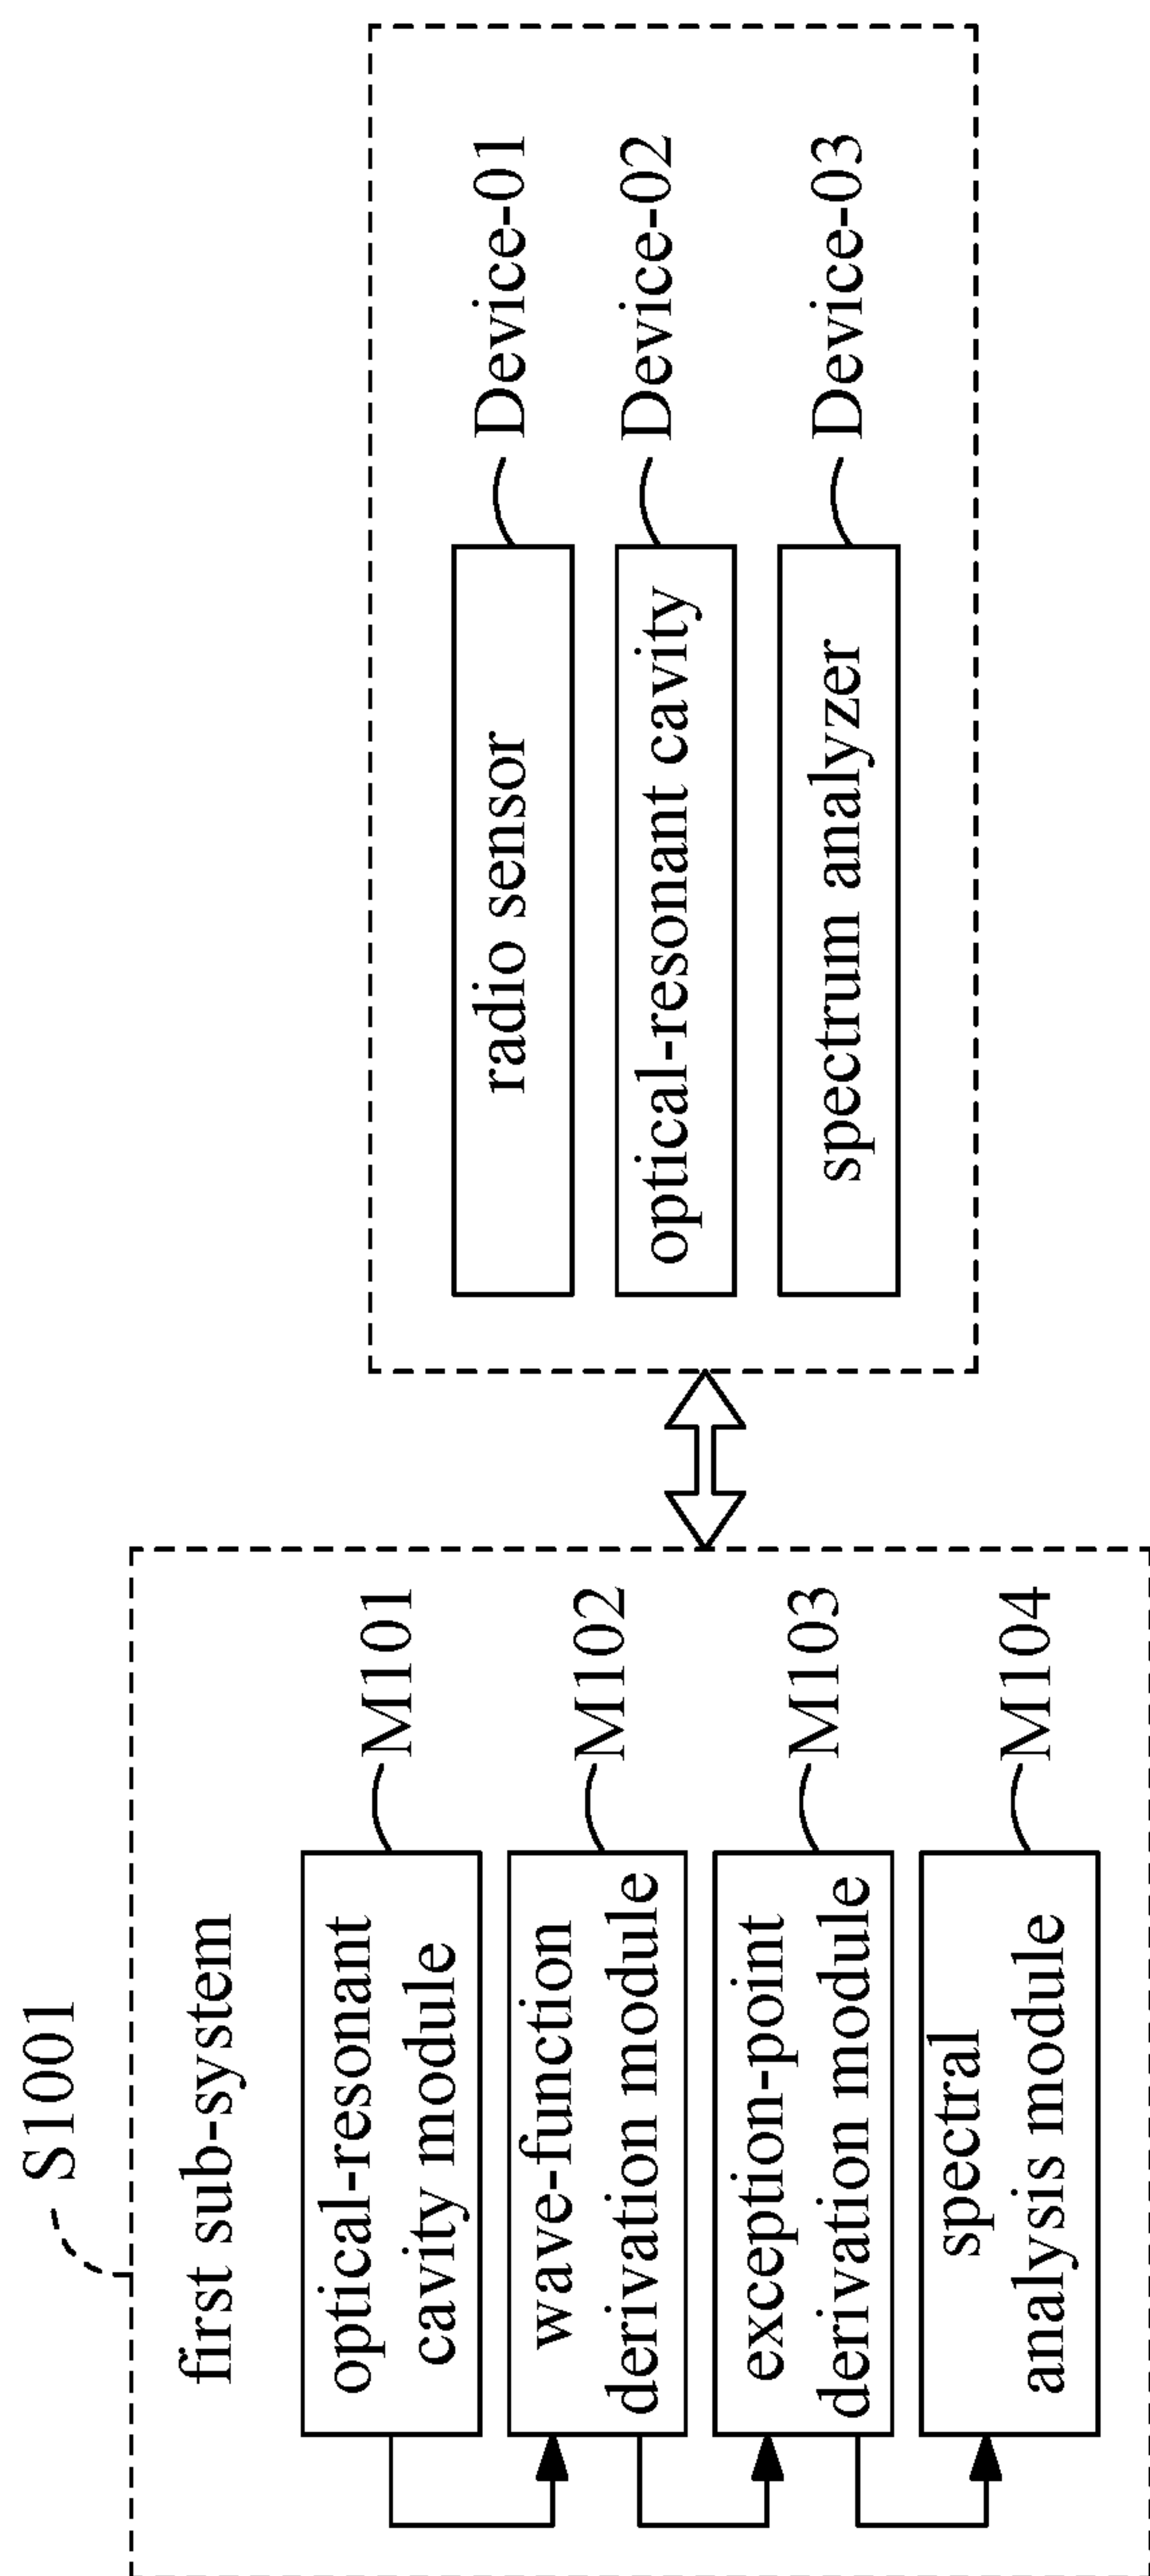 S1001
first sub-system
optical-resonant
cavity module
M101
wave-function
derivation module
M102
exception-point
derivation module
M103
spectral
analysis module
M104
radio sensor
Device-01
optical-resonant cavity
Device-02
spectrum analyzer
Device-03